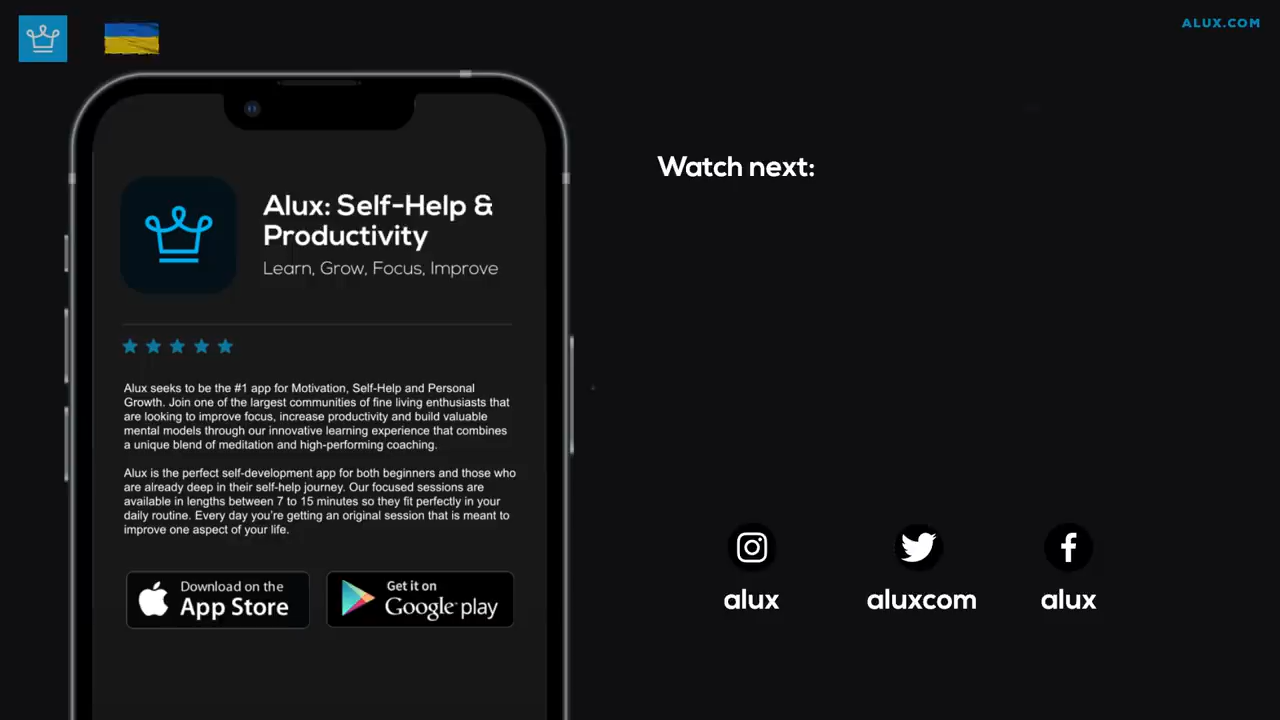 ALUX.COM
Alux: Self-Help &
Productivity
Learn, Grow, Focus, Improve
Alux seeks to be the #1 app for Motivation, Self-Help and Personal
Growth. Join one of the largest communities of fine living enthusiasts that
are looking to improve focus, increase productivity and build valuable
mental models through our innovative learning experience that combines
a unique blend of meditation and high-performing coaching.
Alux is the perfect self-development app for both beginners and those who
are already deep in their self-help journey. Our focused sessions are
available in lengths between 7 to 15 minutes so they fit perfectly in your
daily routine. Every day you're getting an original session that is meant to
improve one aspect of your life.
Download on the
App Store
Get it on
Google play
Watch next:
alux
aluxcom
alux